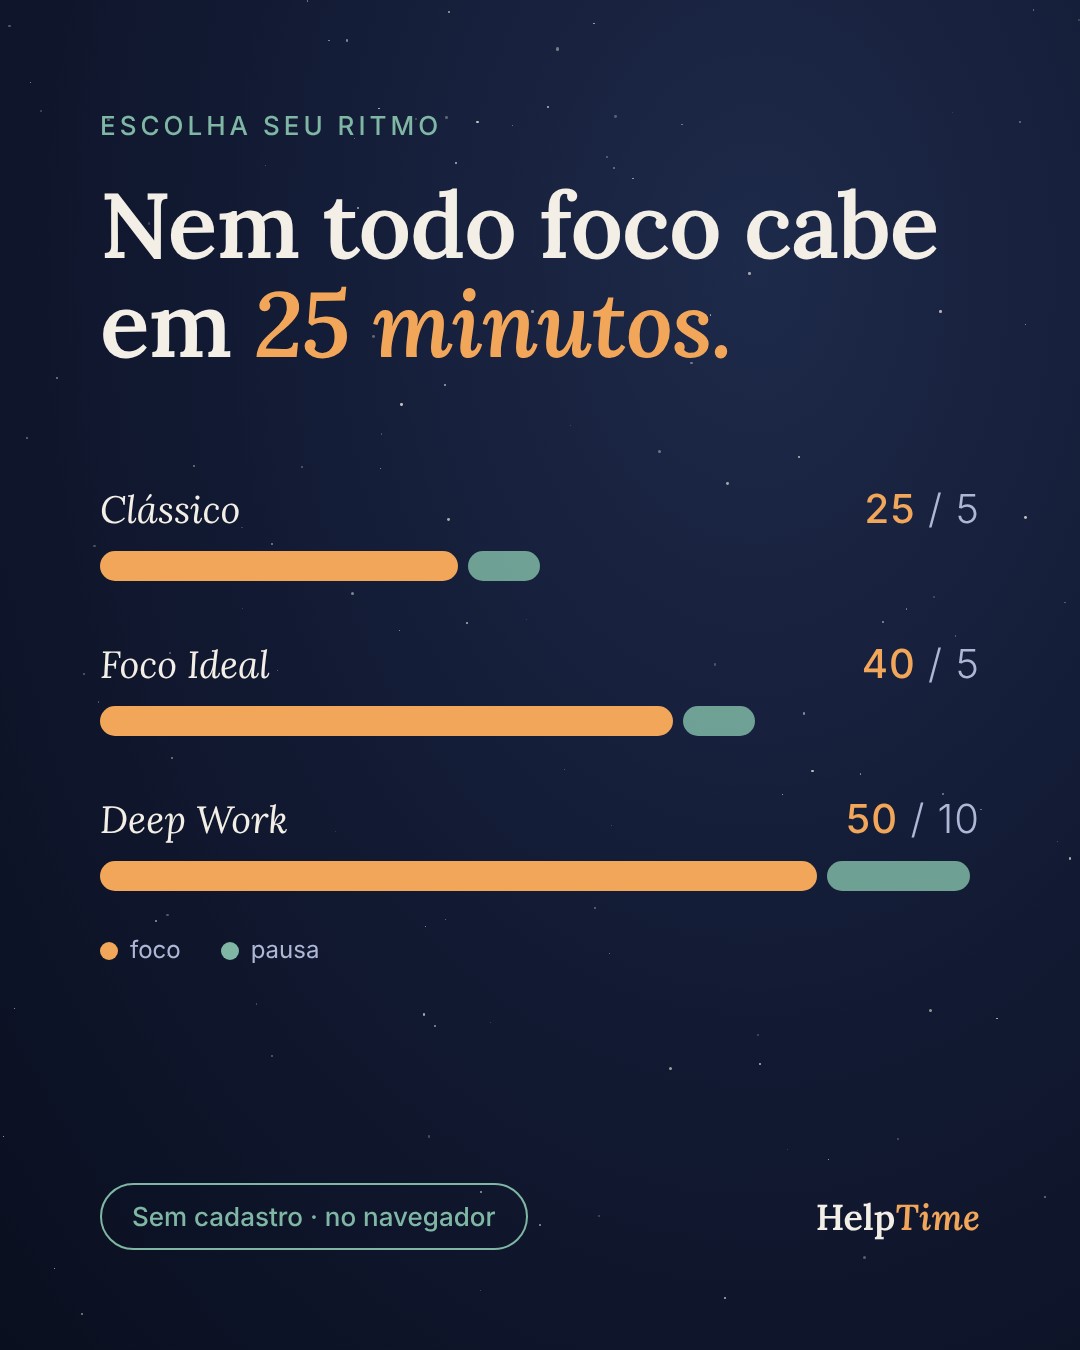 ESCOLHA SEU RITMO
Nem todo foco cabe
em 25 minutos.
Clássico 25 / 5
Foco Ideal 40 / 5
Deep Work 50 / 10
foco pausa
Sem cadastro · no navegador HelpTime